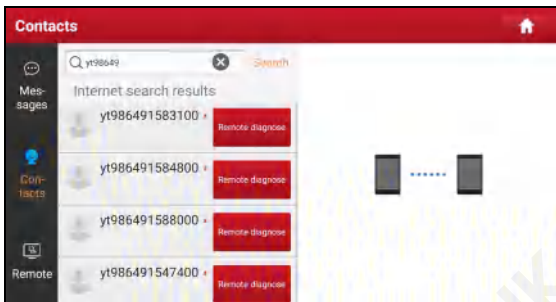 Contacts
yt98649
Search
Internet search results
Mes-
sages
Con-
tacts
Remote
yt986491583100
Remote diagnose
yt986491584800
Remote diagnose
yt986491588000
Remote diagnose
yt986491547400
Remote diagnose